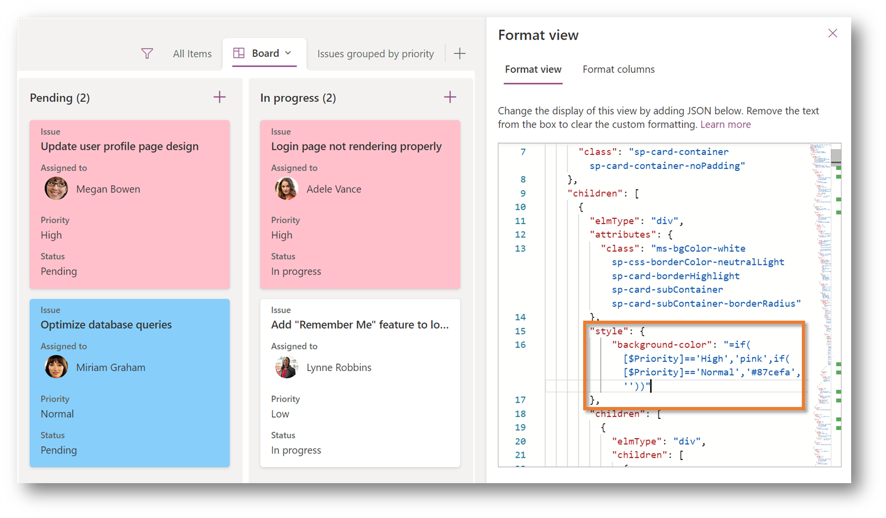 All Items
Board
Issues grouped by priority
Pending (2)
Issue
Update user profile page design
Assigned to
Megan Bowen
Priority
High
Status
Pending
Issue
Optimize database queries
Assigned to
Miriam Graham
Priority
Normal
Status
Pending
In progress (2)
Issue
Login page not rendering properly
Assigned to
Adele Vance
Priority
High
Status
In progress
Issue
Add "Remember Me" feature to lo...
Assigned to
Lynne Robbins
Priority
Low
Status
In progress
Format view
Format view
Format columns
Change the display of this view by adding JSON below. Remove the text
from the box to clear the custom formatting. Learn more
7 "class": "sp-card-container
sp-card-container-noPadding"
8 },
9 "children": [
10 {
11 "elmType": "div",
12 "attributes": {
13 "class": "ms-bgColor-white
sp-css-borderColor-neutralLight
sp-card-borderHighlight
sp-card-subContainer
sp-card-subContainer-borderRadius"
14 },
15 "style": {
16 "background-color": "=if(
[$Priority]=='High','pink',if(
[$Priority]=='Normal','#87cefa',
''))"
17 },
18 "children": [
19 {
20 "elmType": "div",
21 "children": [